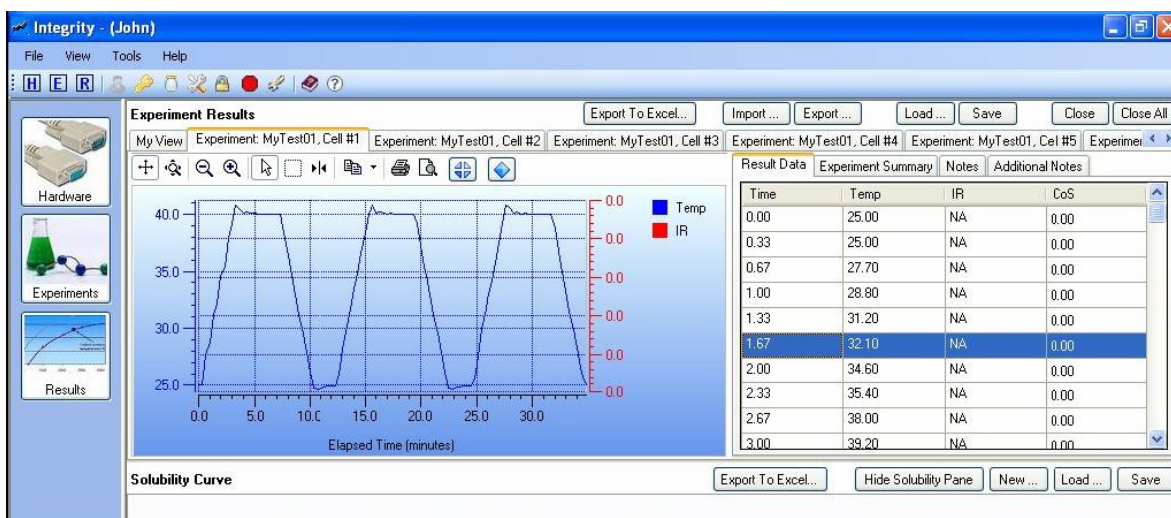 Integrity - (John)
File View Tools Help
H E R
Experiment Results Export To Excel... Import ... Export ... Load ... Save Close Close All
My View Experiment: MyTest01, Cell #1 Experiment: MyTest01, Cell #2 Experiment: MyTest01, Cell #3 Experiment: MyTest01, Cell #4 Experiment: MyTest01, Cel #5 Experimer
Hardware
Experiments
Results
40.0
35.0
30.0
25.0
0.0 5.0 10.0 15.0 20.0 25.0 30.0
Elapsed Time (minutes)
0.0
0.0
0.0
0.0
0.0
0.0
Temp
IR
Result Data Experiment Summary Notes Additional Notes
Time Temp IR CoS
0.00 25.00 NA 0.00
0.33 25.00 NA 0.00
0.67 27.70 NA 0.00
1.00 28.80 NA 0.00
1.33 31.20 NA 0.00
1.67 32.10 NA 0.00
2.00 34.60 NA 0.00
2.33 35.40 NA 0.00
2.67 38.00 NA 0.00
3.00 39.20 NA 0.00
Solubility Curve Export To Excel... Hide Solubility Pane New ... Load ... Save